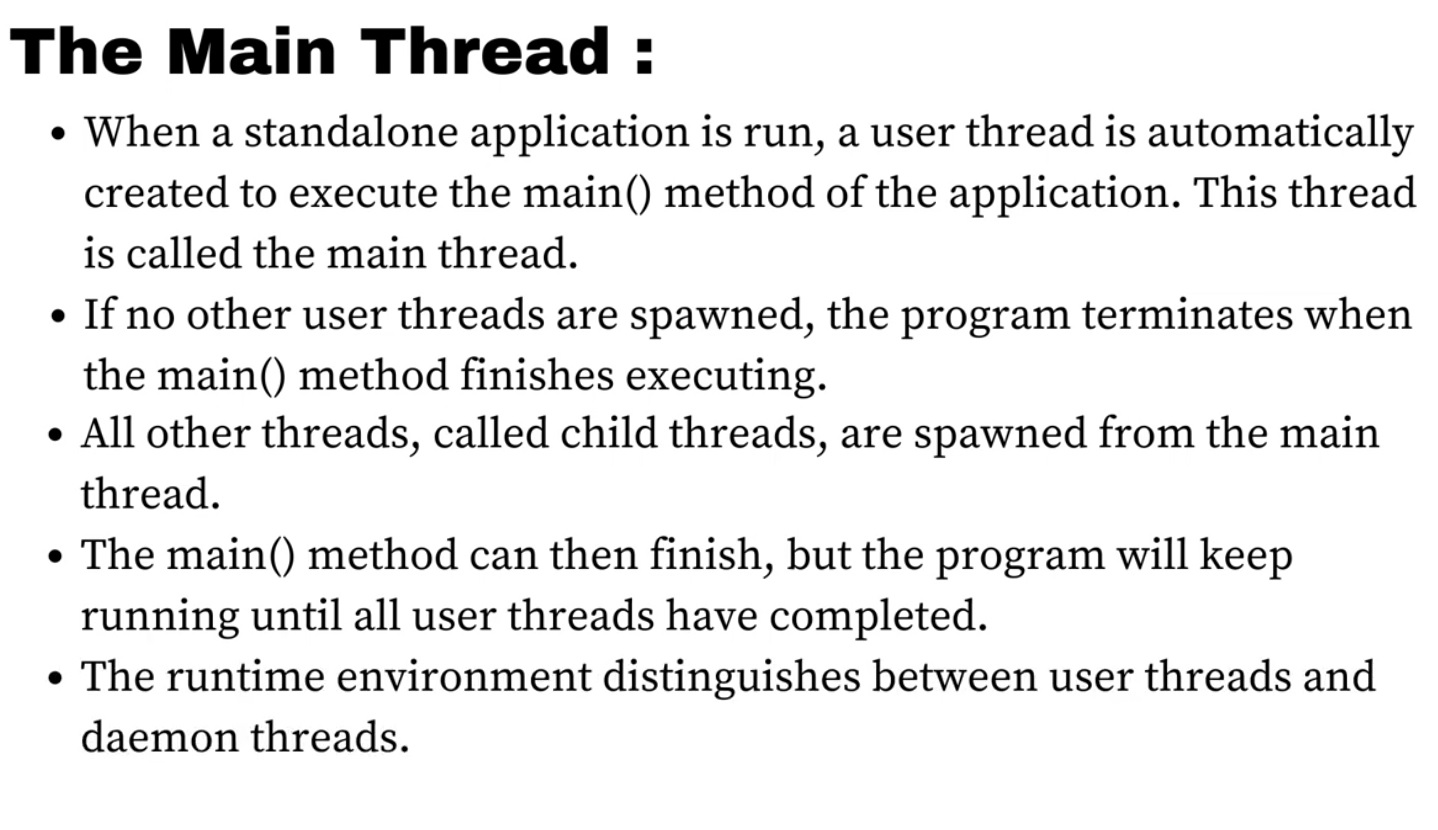 The Main Thread :
• When a standalone application is run, a user thread is automatically
created to execute the main() method of the application. This thread
is called the main thread.
• If no other user threads are spawned, the program terminates when
the main() method finishes executing.
• All other threads, called child threads, are spawned from the main
thread.
• The main() method can then finish, but the program will keep
running until all user threads have completed.
• The runtime environment distinguishes between user threads and
daemon threads.